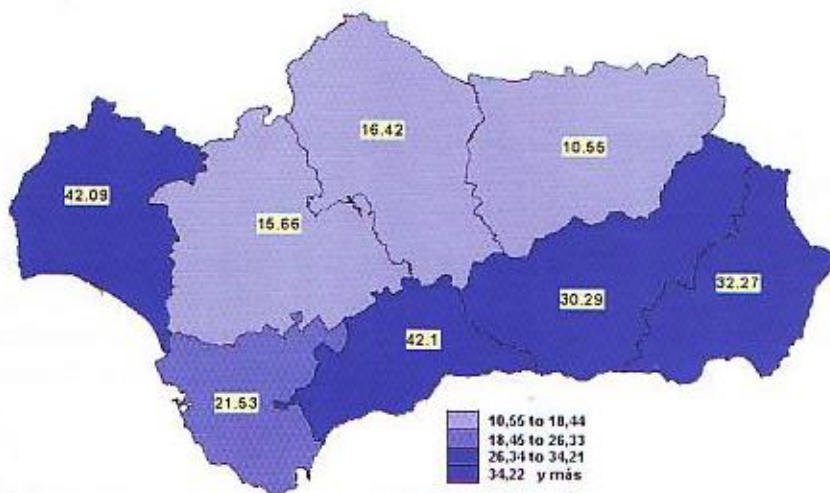 16.42
10.55
42.09
15.66
32.27
30.29
42.1
21.53
10,55 to 18,44
18,45 to 26,33
26,34 to 34,21
34,22 y más